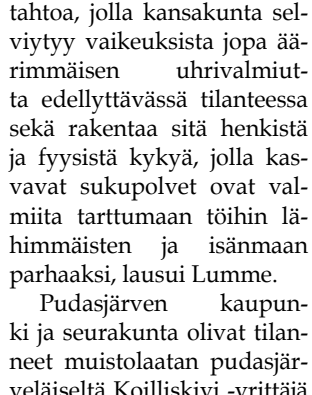 tahtoa, jolla kansakunta sel-
viytyy vaikeuksista jopa ää-
rimmäisen uhrivalmiut-
ta edellyttävässä tilanteessa
sekä rakentaa sitä henkistä
ja fyysistä kykyä, jolla kas-
vavat sukupolvet ovat val-
miita tarttumaan töihin lä-
himmäisten ja isänmaan
parhaaksi, lausui Lumme.
Pudasjärven kaupun-
ki ja seurakunta olivat tilan-
neet muistolaatan pudasjär-
veläiseltä Koilliskivi -yrittäjä